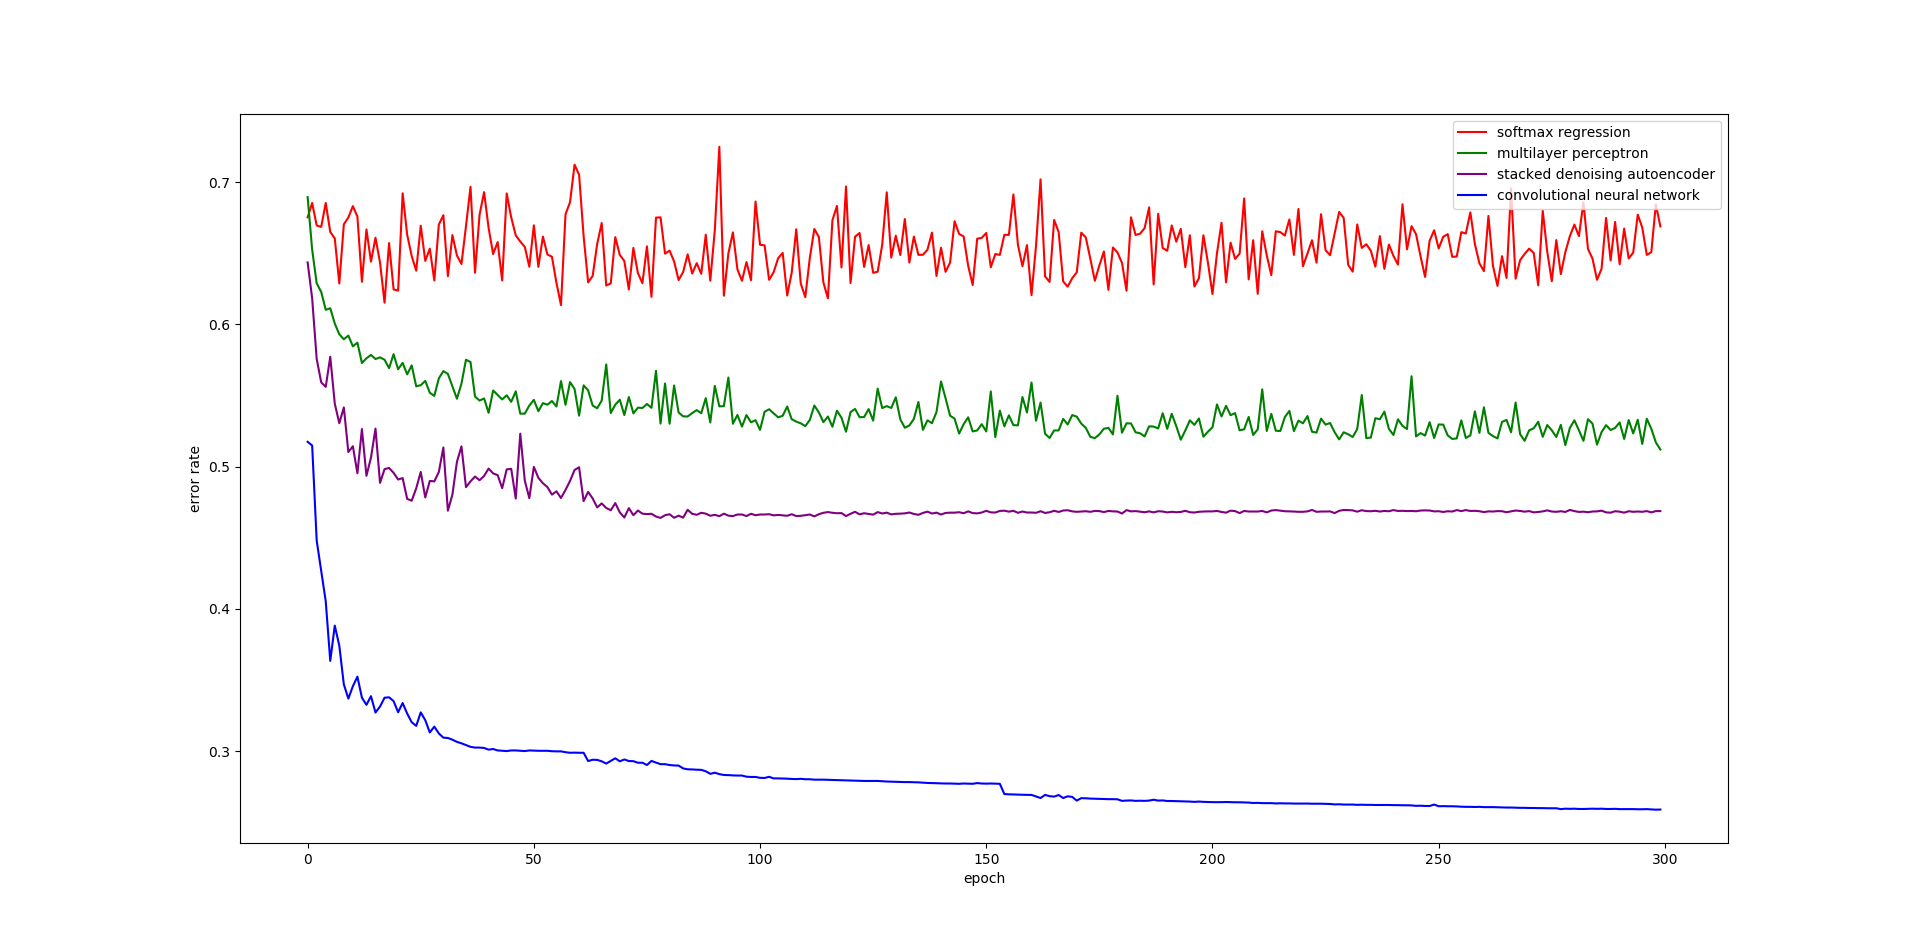 softmax regression
multilayer perceptron
stacked denoising autoencoder
convolutional neural network
0.7
0.6
0.5
0.4
0.3
error rate
0 50 100 150 200 250 300
epoch